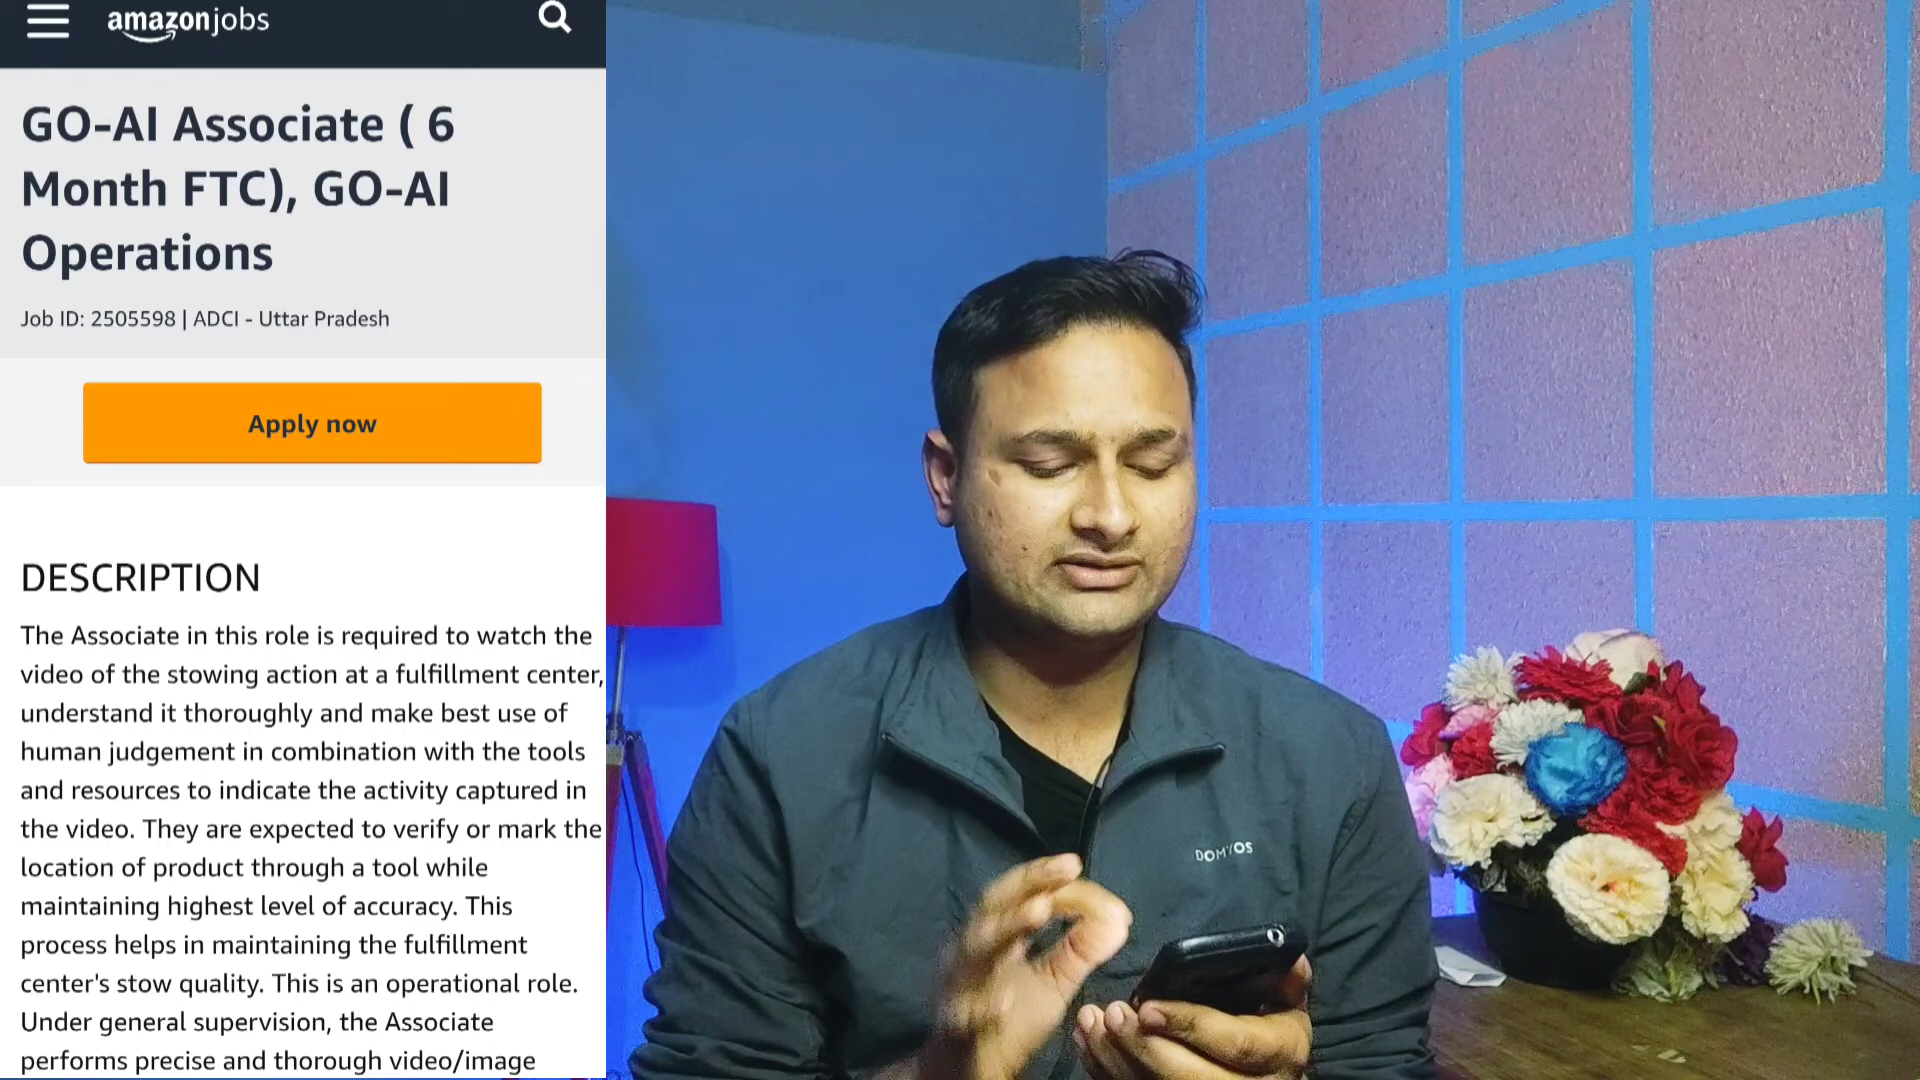 amazonjobs
GO-AI Associate ( 6
Month FTC), GO-AI
Operations
Job ID: 2505598 | ADCI - Uttar Pradesh
Apply now
DESCRIPTION
The Associate in this role is required to watch the
video of the stowing action at a fulfillment center,
understand it thoroughly and make best use of
human judgement in combination with the tools
and resources to indicate the activity captured in
the video. They are expected to verify or mark the
location of product through a tool while
maintaining highest level of accuracy. This
process helps in maintaining the fulfillment
center's stow quality. This is an operational role.
Under general supervision, the Associate
performs precise and thorough video/image
DOMYOS